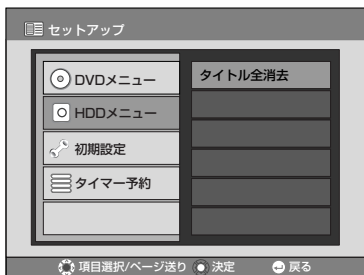 セットアップ
DVDメニュー
HDDメニュー
初期設定
タイマー予約
タイトル全消去
項目選択/ページ送り 決定 戻る